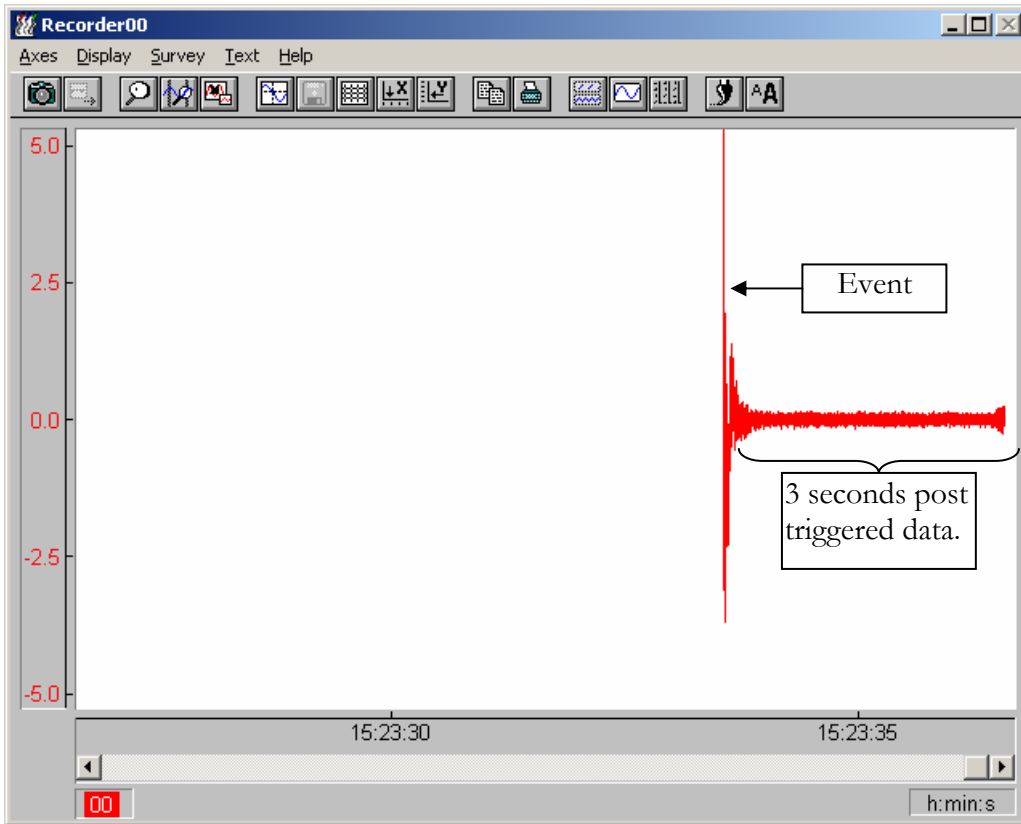 Recorder00
Axes Display Survey Text Help
5.0
2.5
0.0
-2.5
-5.0
Event
3 seconds post
triggered data.
15:23:30 15:23:35
00 h:min:s